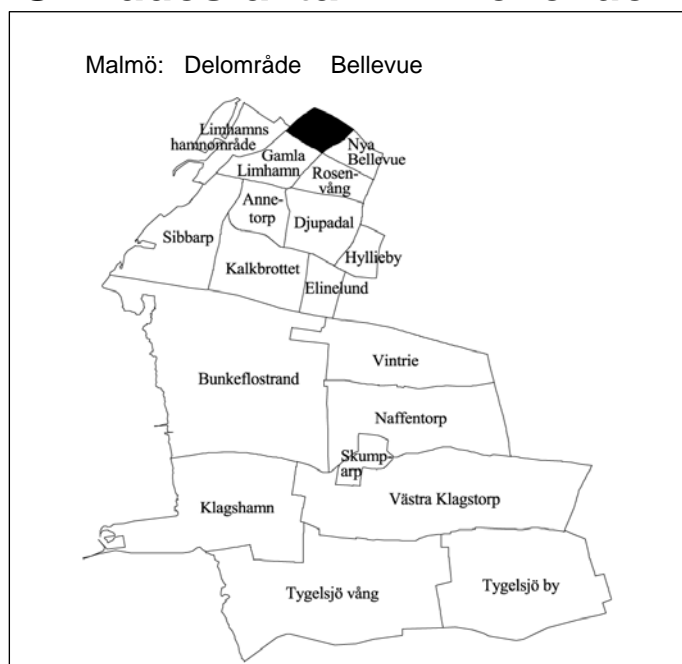 Malmö: Delområde Bellevue
Limhamns
hamnområde
Nya
Bellevue
Gamla
Limhamn
Rosen-
vång
Anne-
torp
Djupadal
Sibbarp
Hyllieby
Kalkbrottet
Elinelund
Vintrie
Bunkeflostrand
Naffentorp
Skump-
arp
Västra Klagstorp
Klagshamn
Tygelsjö by
Tygelsjö vång